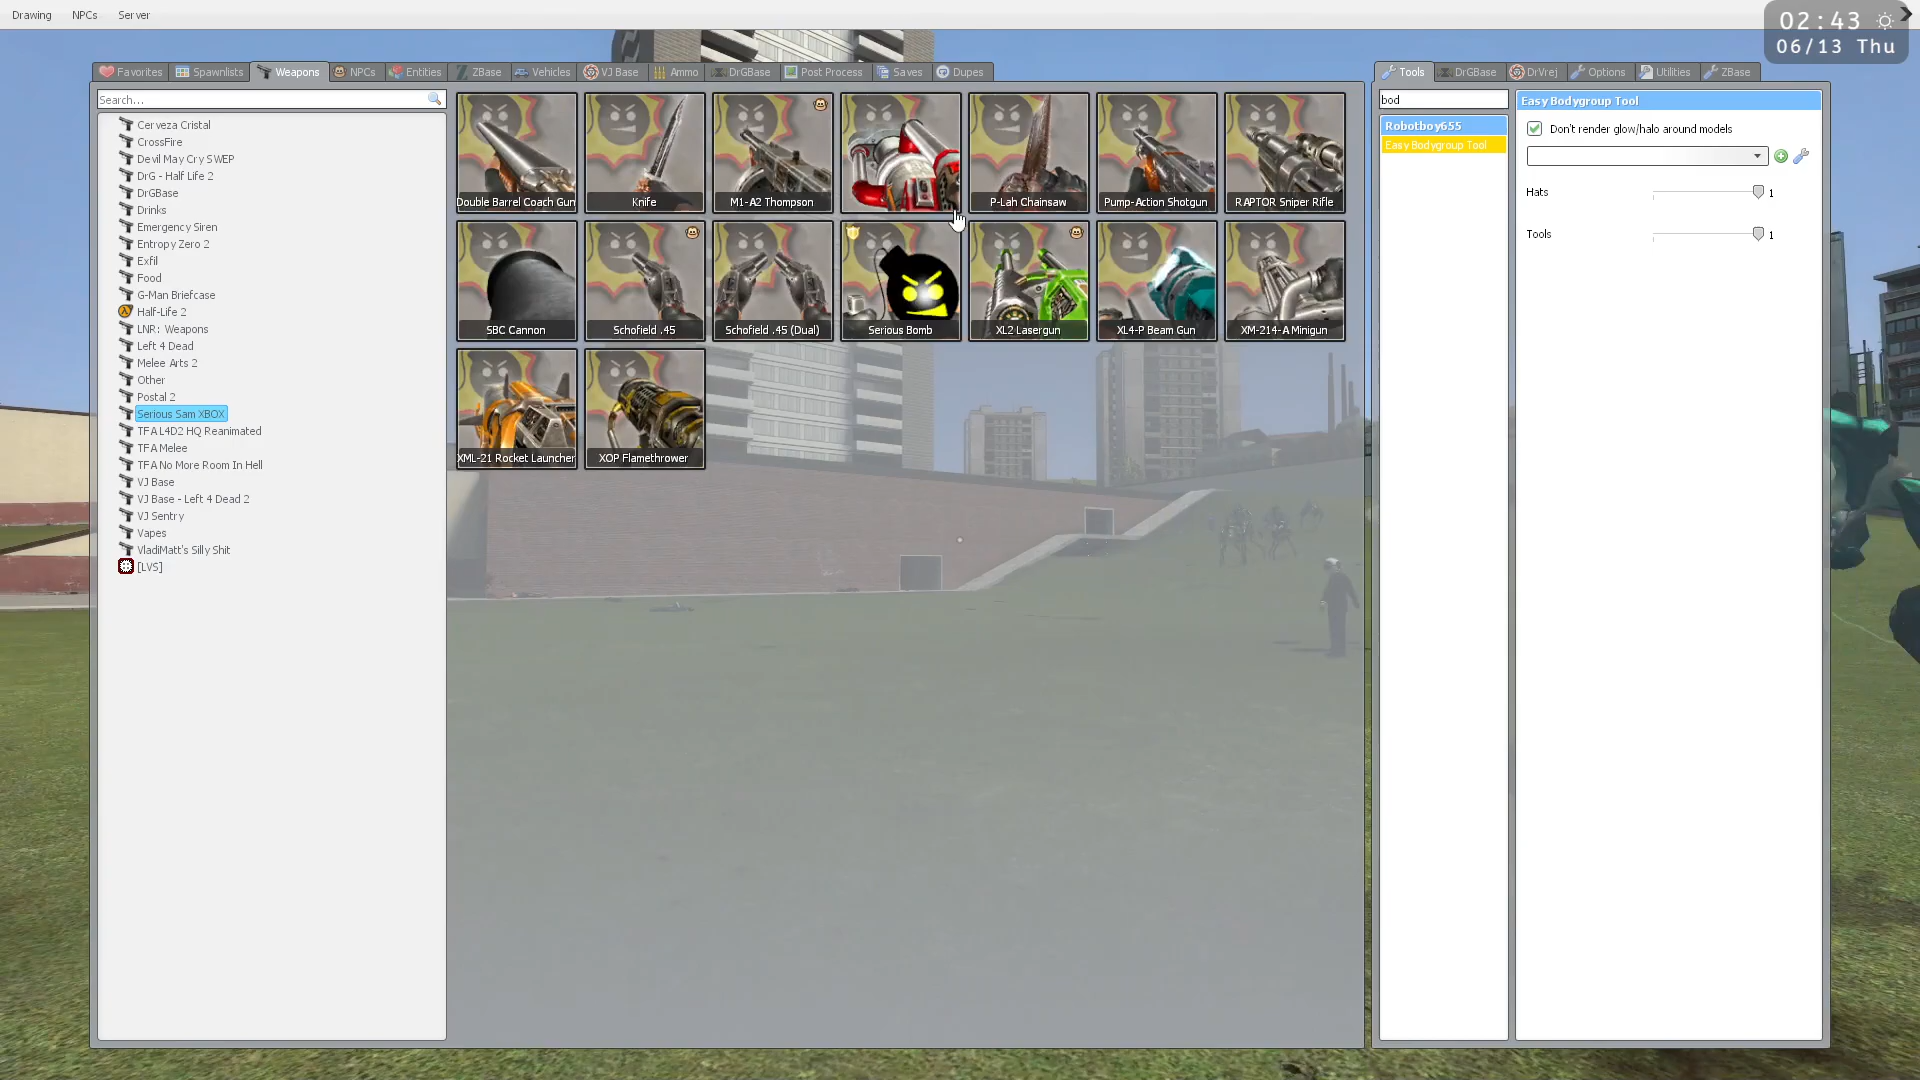 Drawing NPCs Server
02:43
06/13 Thu
Favorites Spawnlists Weapons NPCs Entities ZBase Vehicles VJ Base Ammo DrGBase Post Process Saves Dupes
Search...
Cerveza Cristal
CrossFire
Devil May Cry SWEP
DrG - Half Life 2
DrGBase
Drinks
Emergency Siren
Entropy Zero 2
Exfil
Food
G-Man Briefcase
Half-Life 2
LNR: Weapons
Left 4 Dead
Melee Arts 2
Other
Postal 2
Serious Sam XBOX
TFA L4D2 HQ Reanimated
TFA Melee
TFA No More Room In Hell
VJ Base
VJ Base - Left 4 Dead 2
VJ Sentry
Vapes
VladiMatt's Silly Shit
[LVS]
Double Barrel Coach Gun Knife M1-A2 Thompson P-Lah Chainsaw Pump-Action Shotgun RAPTOR Sniper Rifle
SBC Cannon Schofield .45 Schofield .45 (Dual) Serious Bomb XL2 Lasergun XL4-P Beam Gun XM-214-A Minigun
XML-21 Rocket Launcher XOP Flamethrower
Tools DrGBase DrVrej Options Utilities ZBase
bod
Robotboy655
Easy Bodygroup Tool
Easy Bodygroup Tool
Don't render glow/halo around models
Hats 1
Tools 1